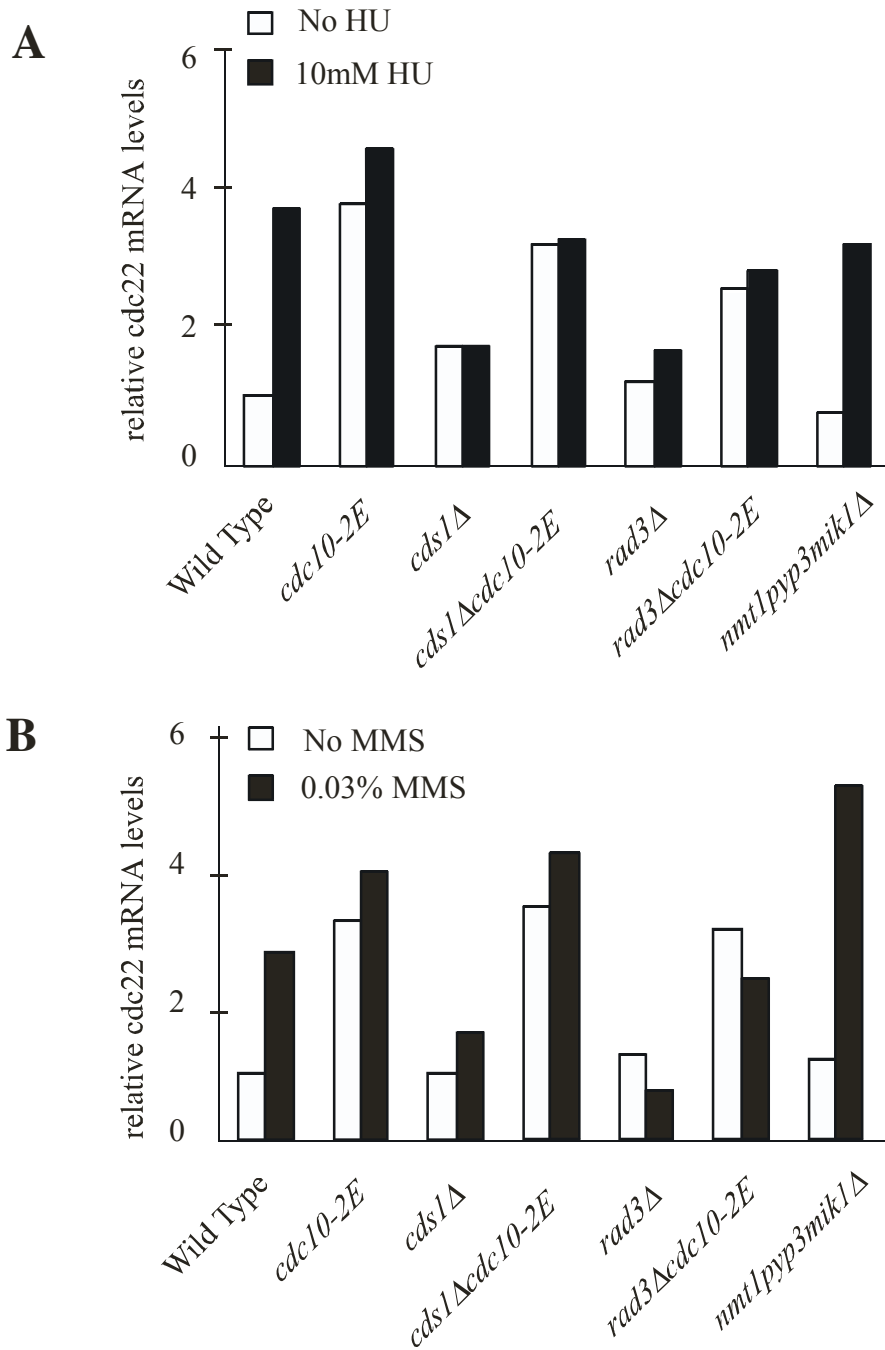 A
No HU
10mM HU
relative cdc22 mRNA levels
6
4
2
0
Wild Type
cdc10-2E
cds1Δ
cds1Δcdc10-2E
rad3Δ
rad3Δcdc10-2E
nmt1pyp3mik1Δ
B
No MMS
0.03% MMS
relative cdc22 mRNA levels
6
4
2
0
Wild Type
cdc10-2E
cds1Δ
cds1Δcdc10-2E
rad3Δ
rad3Δcdc10-2E
nmt1pyp3mik1Δ